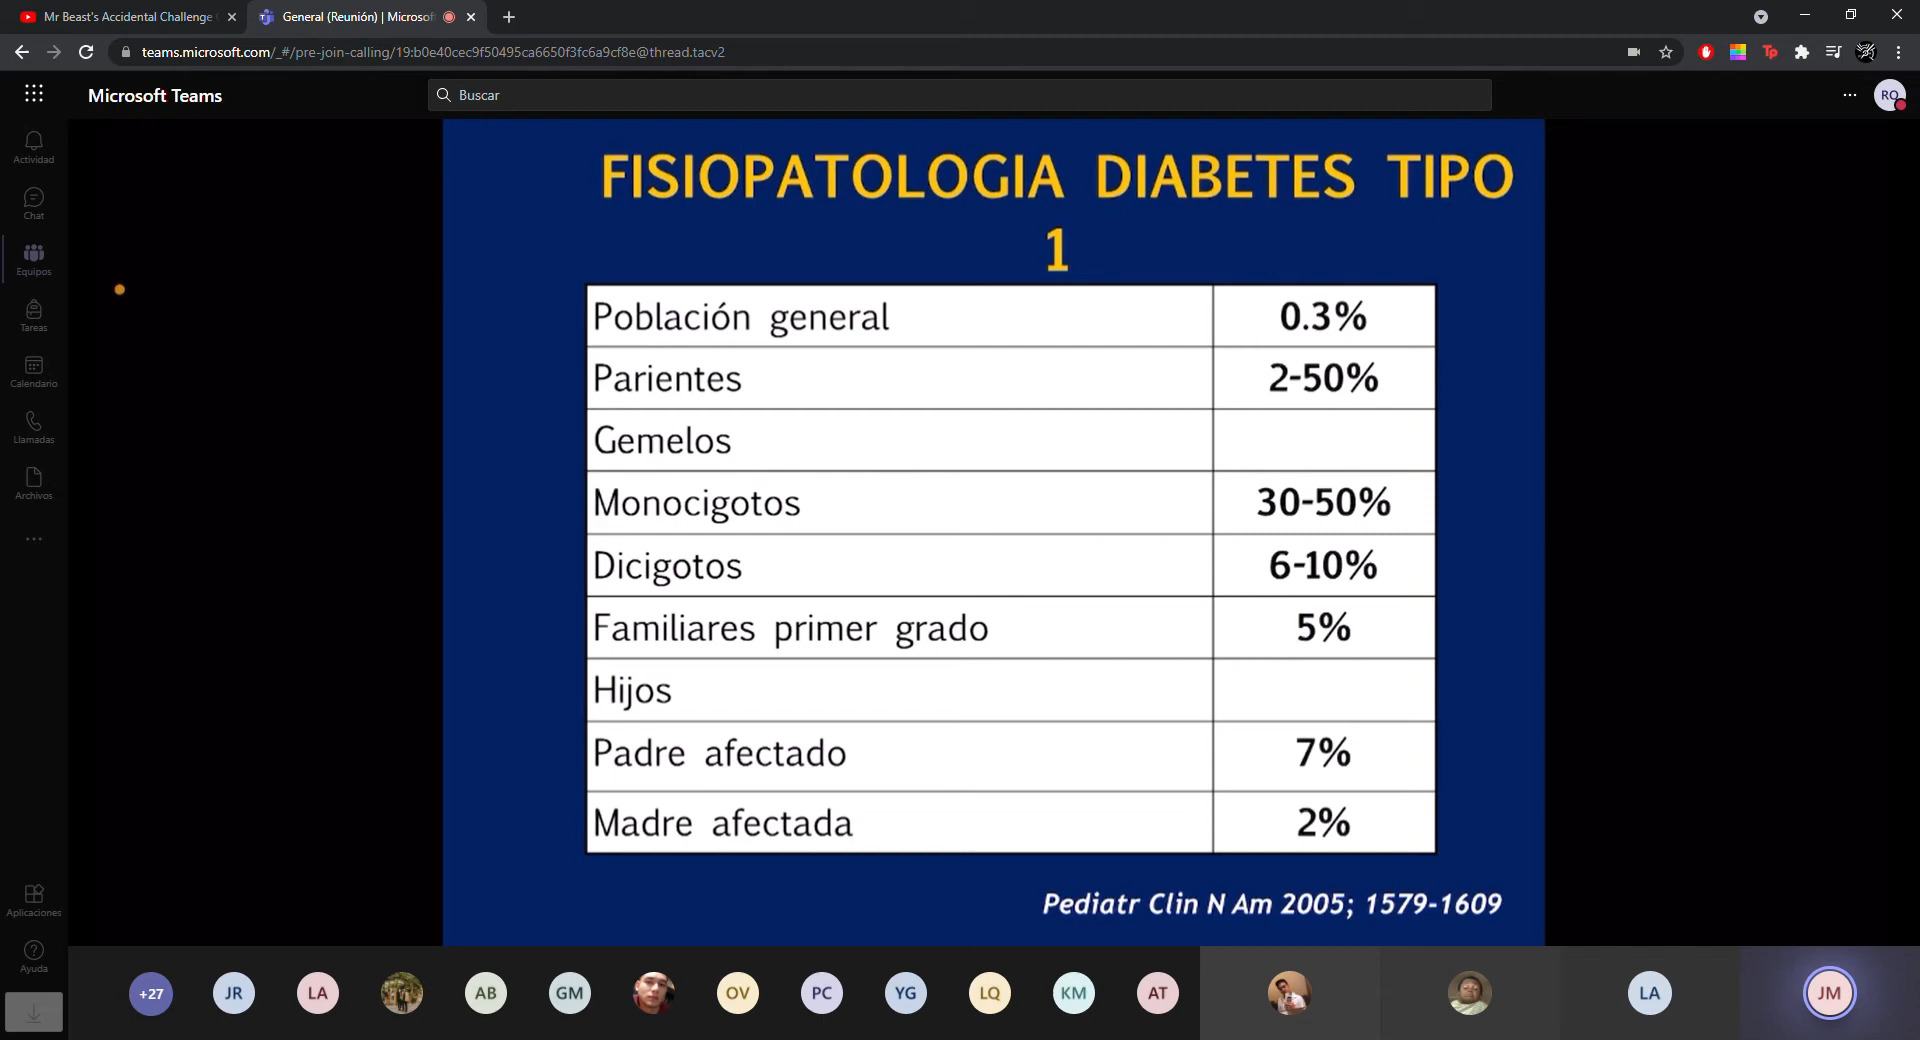 Mr Beast's Accidental Challenge
General (Reunión) | Microsof
teams.microsoft.com/_#/pre-join-calling/19:b0e40cec9f50495ca6650f3fc6a9cf8e@thread.tacv2
Tp
Microsoft Teams
Buscar
RO
Actividad
Chat
Equipos
Tareas
Calendario
Llamadas
Archivos
Aplicaciones
Ayuda
FISIOPATOLOGIA DIABETES TIPO
1
Población general 0.3%
Parientes 2-50%
Gemelos
Monocigotos 30-50%
Dicigotos 6-10%
Familiares primer grado 5%
Hijos
Padre afectado 7%
Madre afectada 2%
Pediatr Clin N Am 2005; 1579-1609
+27 JR LA AB GM OV PC YG LQ KM AT LA JM